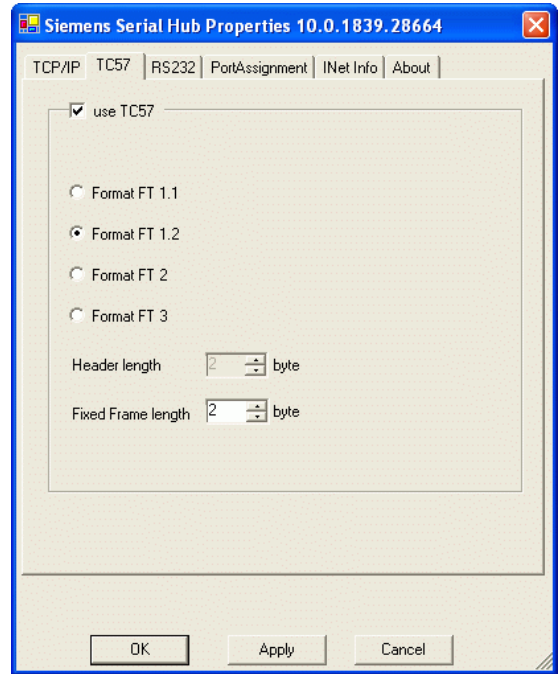 Siemens Serial Hub Properties 10.0.1839.28664
TCP/IP TC57 RS232 PortAssignment INet Info About
use TC57
Format FT 1.1
Format FT 1.2
Format FT 2
Format FT 3
Header length 2 byte
Fixed Frame length 2 byte
OK Apply Cancel